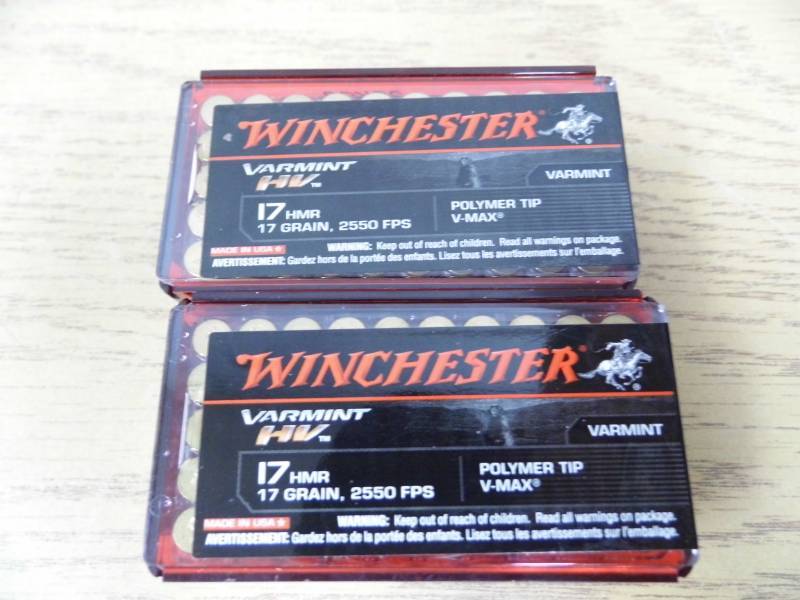 WINCHESTER®
VARMINT
HV™
VARMINT
17 HMR
17 GRAIN, 2550 FPS
POLYMER TIP
V-MAX®
MADE IN USA
WARNING: Keep out of reach of children. Read all warnings on package.
AVERTISSEMENT: Gardez hors de la portée des enfants. Lisez tous les avertissements sur l'emballage.
WINCHESTER
VARMINT
HV™
VARMINT
17 HMR
17 GRAIN, 2550 FPS
POLYMER TIP
V-MAX®
MADE IN USA
WARNING: Keep out of reach of children. Read all warnings on package.
AVERTISSEMENT: Gardez hors de la portée des enfants. Lisez tous les avertissements sur l'emballage.